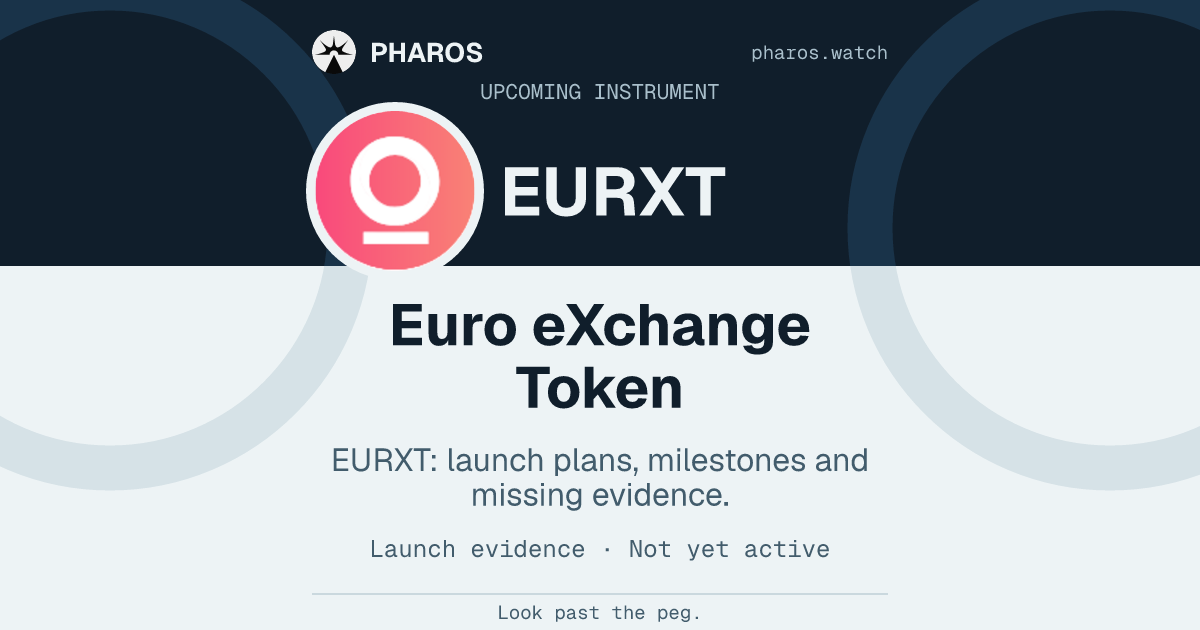 PHAROS
pharos.watch
UPCOMING INSTRUMENT
EURXT
Euro eXchange
Token
EURXT: launch plans, milestones and
missing evidence.
Launch evidence · Not yet active
Look past the peg.